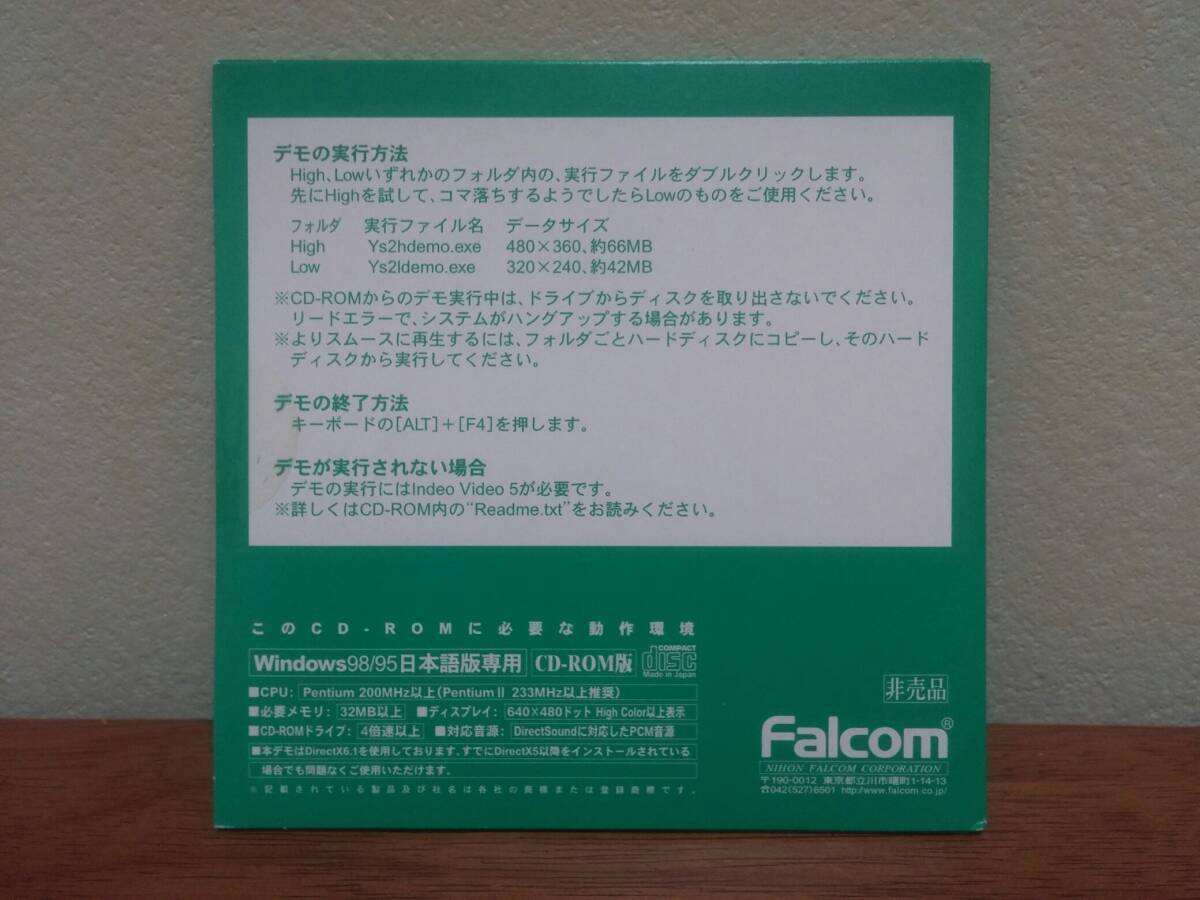 デモの実行方法
High、Lowいずれかのフォルダ内の、実行ファイルをダブルクリックします。
先にHighを試して、コマ落ちするようでしたらLowのものをご使用ください。
フォルダ 実行ファイル名 データサイズ
High Ys2hdemo.exe 480×360、約66MB
Low Ys2ldemo.exe 320×240、約42MB
※CD-ROMからのデモ実行中は、ドライブからディスクを取り出さないでください。
リードエラーで、システムがハングアップする場合があります。
※よりスムースに再生するには、フォルダごとハードディスクにコピーし、そのハード
ディスクから実行してください。
デモの終了方法
キーボードの[ALT]+[F4]を押します。
デモが実行されない場合
デモの実行にはIndeo Video 5が必要です。
※詳しくはCD-ROM内の“Readme.txt”をお読みください。
このCD-ROMに必要な動作環境
Windows98/95日本語版専用 CD-ROM版 COMPACT disc Made in Japan
■CPU: Pentium 200MHz以上(PentiumⅡ 233MHz以上推奨)
■必要メモリ: 32MB以上 ■ディスプレイ: 640×480ドット High Color以上表示
■CD-ROMドライブ: 4倍速以上 ■対応音源: DirectSoundに対応したPCM音源
■本デモはDirectX6.1を使用しております。すでにDirectX5以降をインストールされている
場合でも問題なくご使用いただけます。
※記載されている製品及び社名は各社の商標または登録商標です。
非売品
Falcom®
NIHON FALCOM CORPORATION
〒190-0012 東京都立川市曙町1-14-13
☎042(527)6501 http://www.falcom.co.jp/